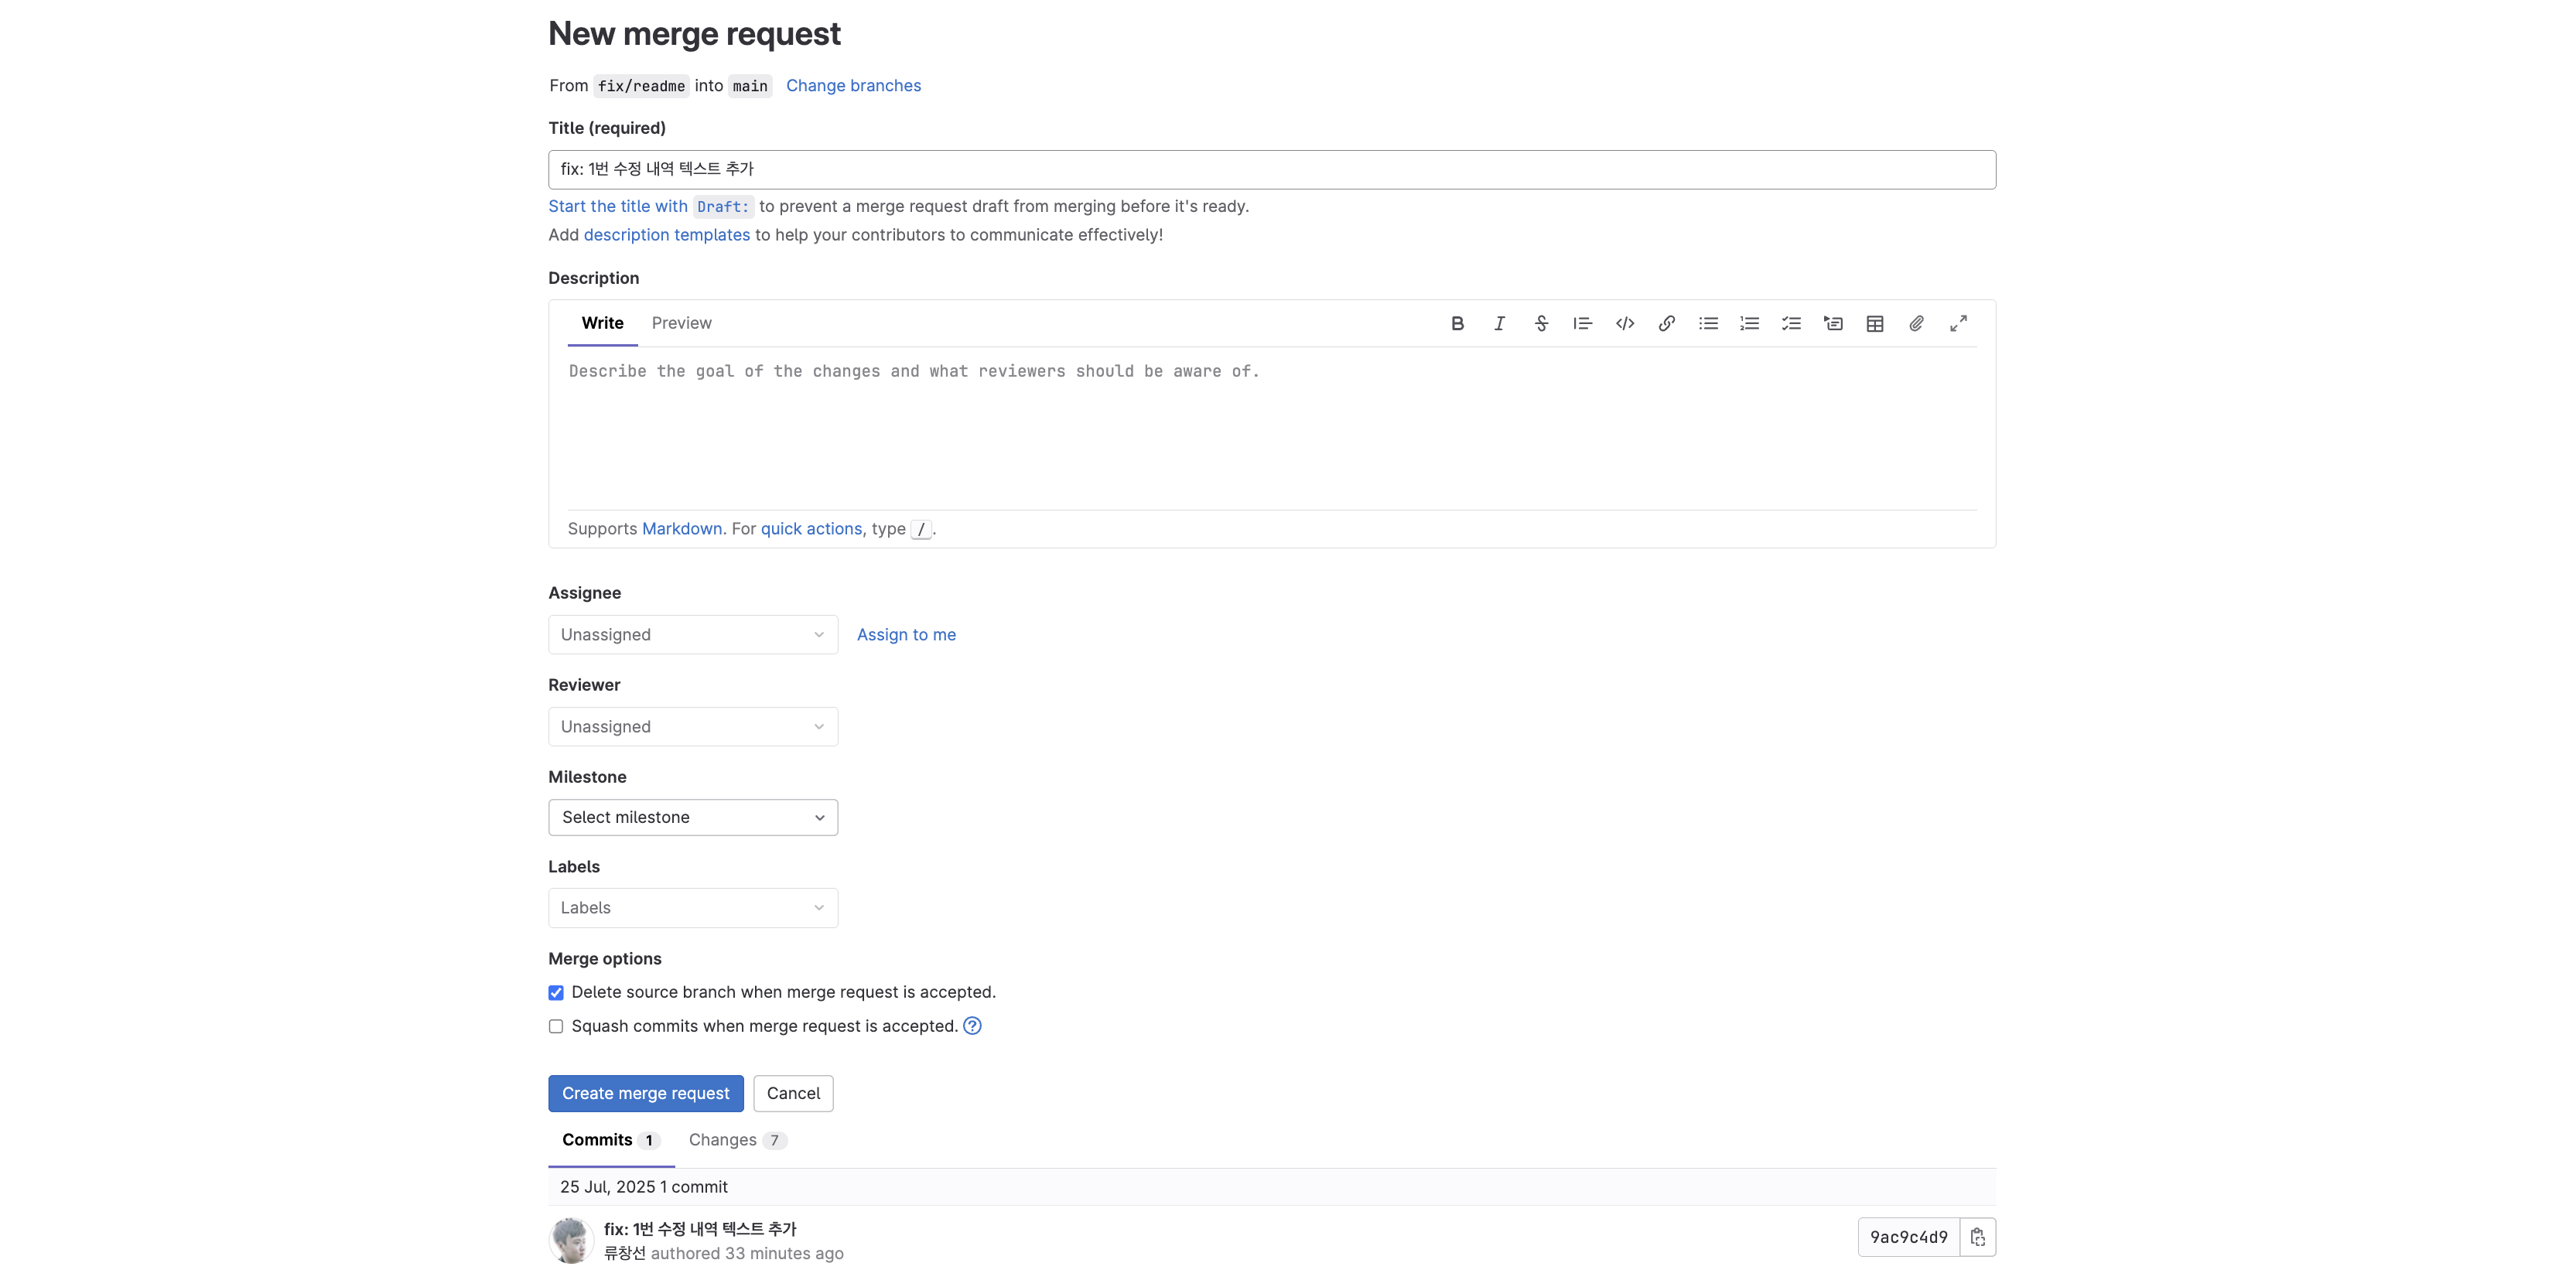 New merge request
From fix/readme into main Change branches
Title (required)
fix: 1번 수정 내역 텍스트 추가
Start the title with Draft: to prevent a merge request draft from merging before it's ready.
Add description templates to help your contributors to communicate effectively!
Description
Write Preview
Describe the goal of the changes and what reviewers should be aware of.
Supports Markdown. For quick actions, type /.
Assignee
Unassigned Assign to me
Reviewer
Unassigned
Milestone
Select milestone
Labels
Labels
Merge options
Delete source branch when merge request is accepted.
Squash commits when merge request is accepted.
Create merge request Cancel
Commits 1 Changes 7
25 Jul, 2025 1 commit
fix: 1번 수정 내역 텍스트 추가
류창선 authored 33 minutes ago
9ac9c4d9